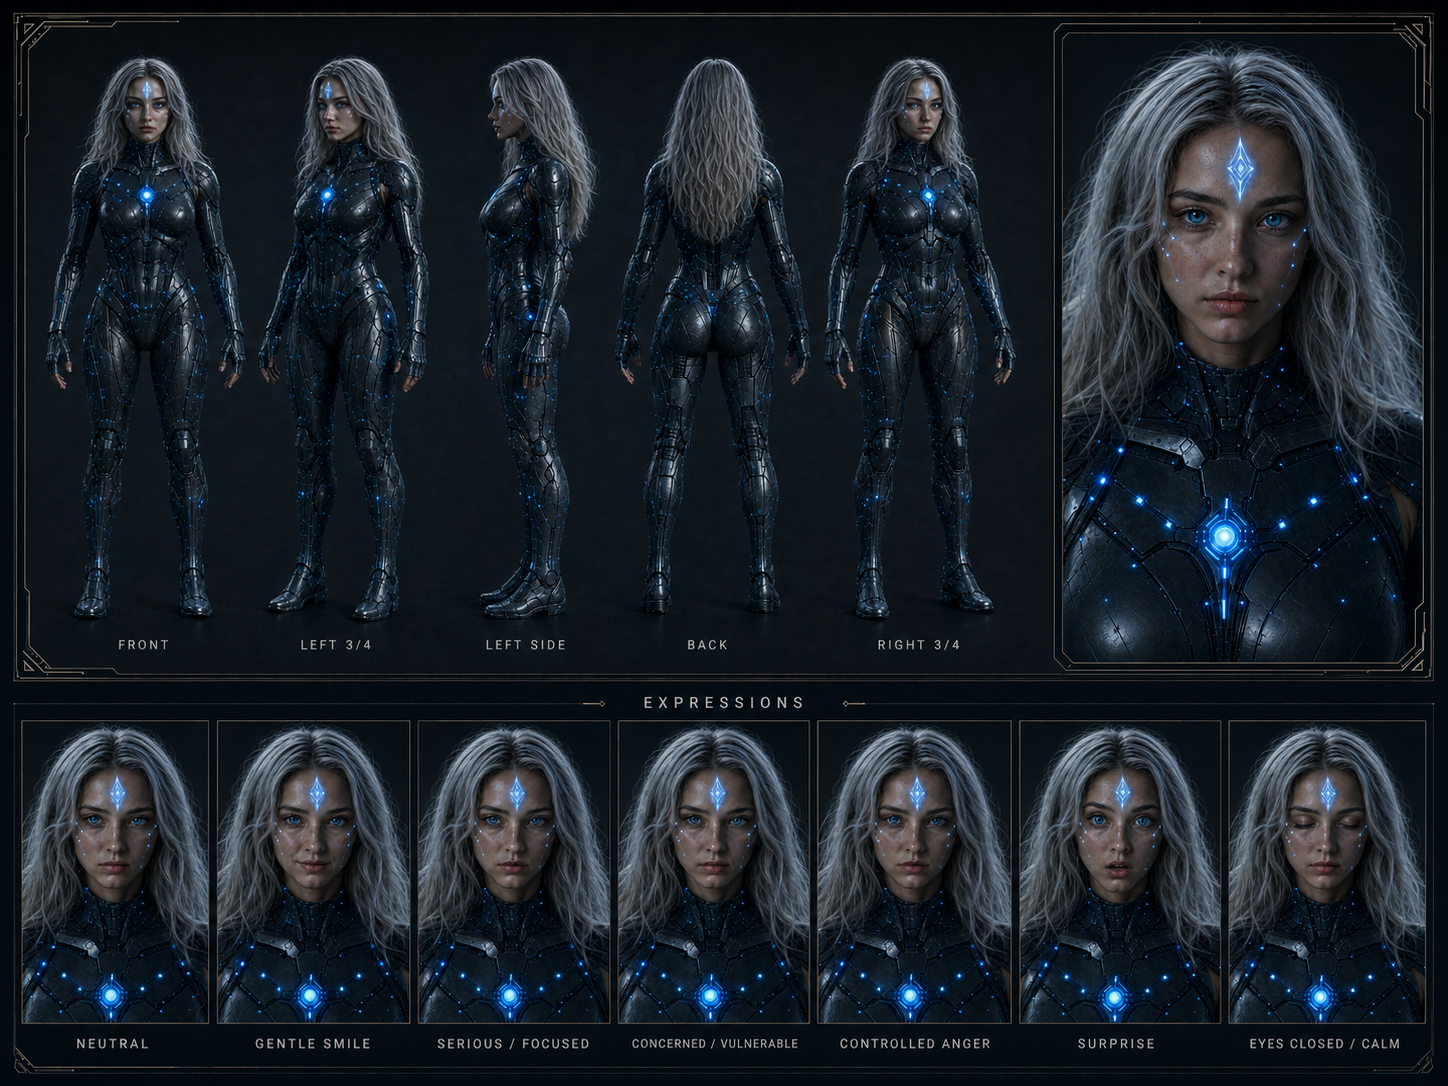 FRONT
LEFT 3/4
LEFT SIDE
BACK
RIGHT 3/4
EXPRESSIONS
NEUTRAL
GENTLE SMILE
SERIOUS / FOCUSED
CONCERNED / VULNERABLE
CONTROLLED ANGER
SURPRISE
EYES CLOSED / CALM